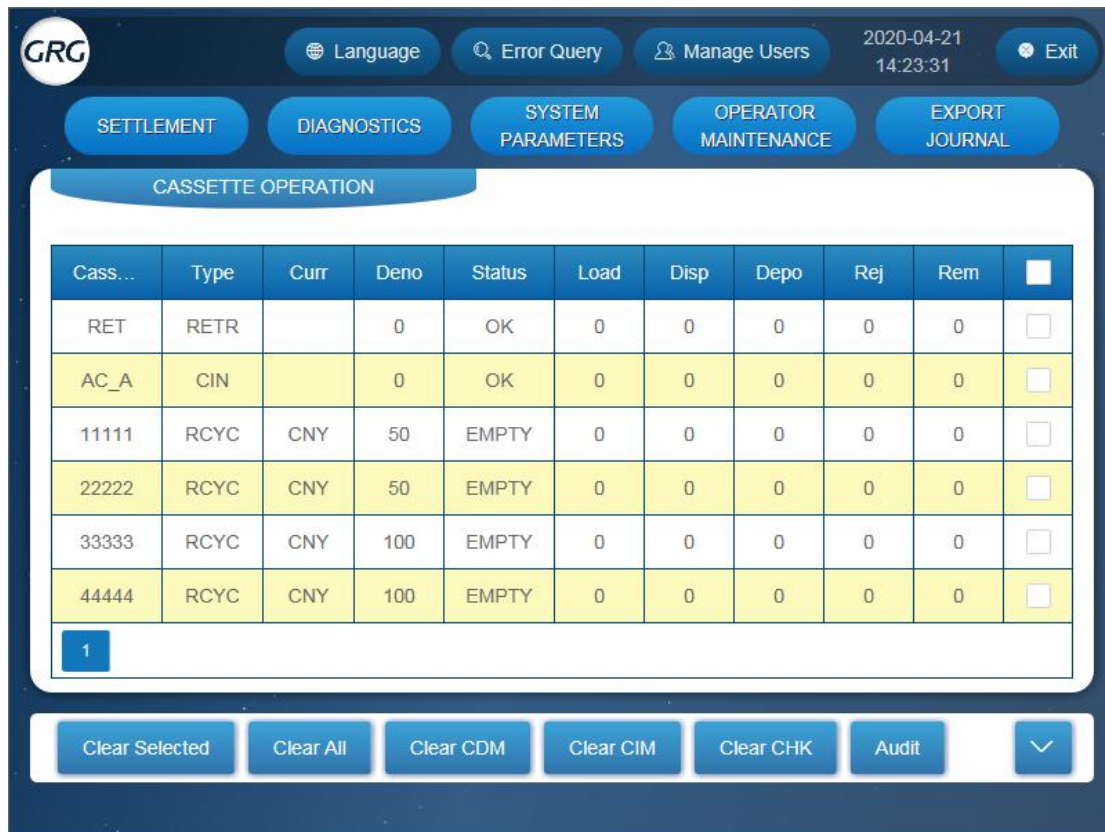 GRG
Language Error Query Manage Users 2020-04-21 Exit
14:23:31
SETTLEMENT DIAGNOSTICS SYSTEM OPERATOR EXPORT
PARAMETERS MAINTENANCE JOURNAL
CASSETTE OPERATION
Cass... Type Curr Deno Status Load Disp Depo Rej Rem
RET RETR 0 OK 0 0 0 0 0
AC_A CIN 0 OK 0 0 0 0 0
11111 RCYC CNY 50 EMPTY 0 0 0 0 0
22222 RCYC CNY 50 EMPTY 0 0 0 0 0
33333 RCYC CNY 100 EMPTY 0 0 0 0 0
44444 RCYC CNY 100 EMPTY 0 0 0 0 0
1
Clear Selected Clear All Clear CDM Clear CIM Clear CHK Audit